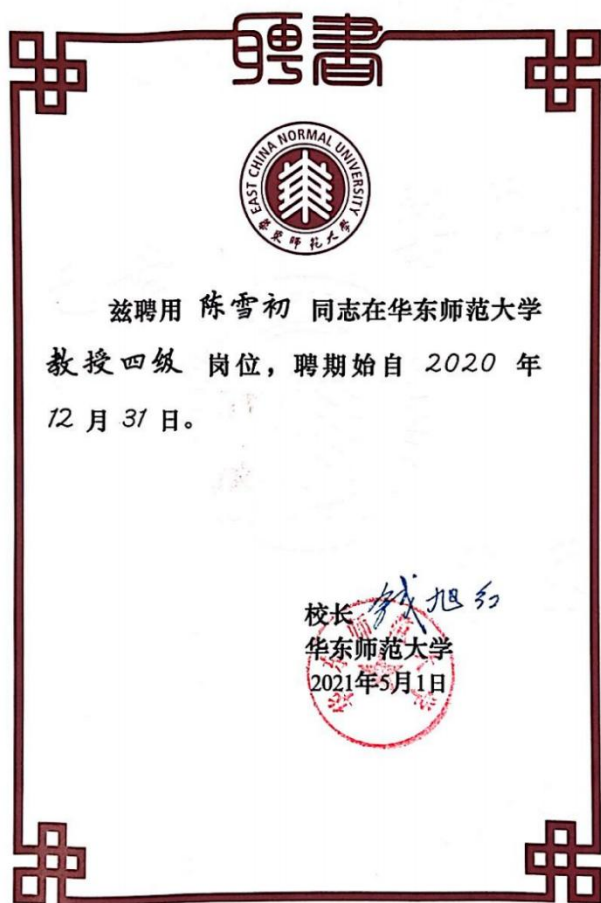 聘書
EAST CHINA NORMAL UNIVERSITY
華東師範大學
兹聘用 陈雪初 同志在华东师范大学
教授四级 岗位，聘期始自 2020 年
12 月 31 日。
校长 钱旭红
华东师范大学
2021年5月1日